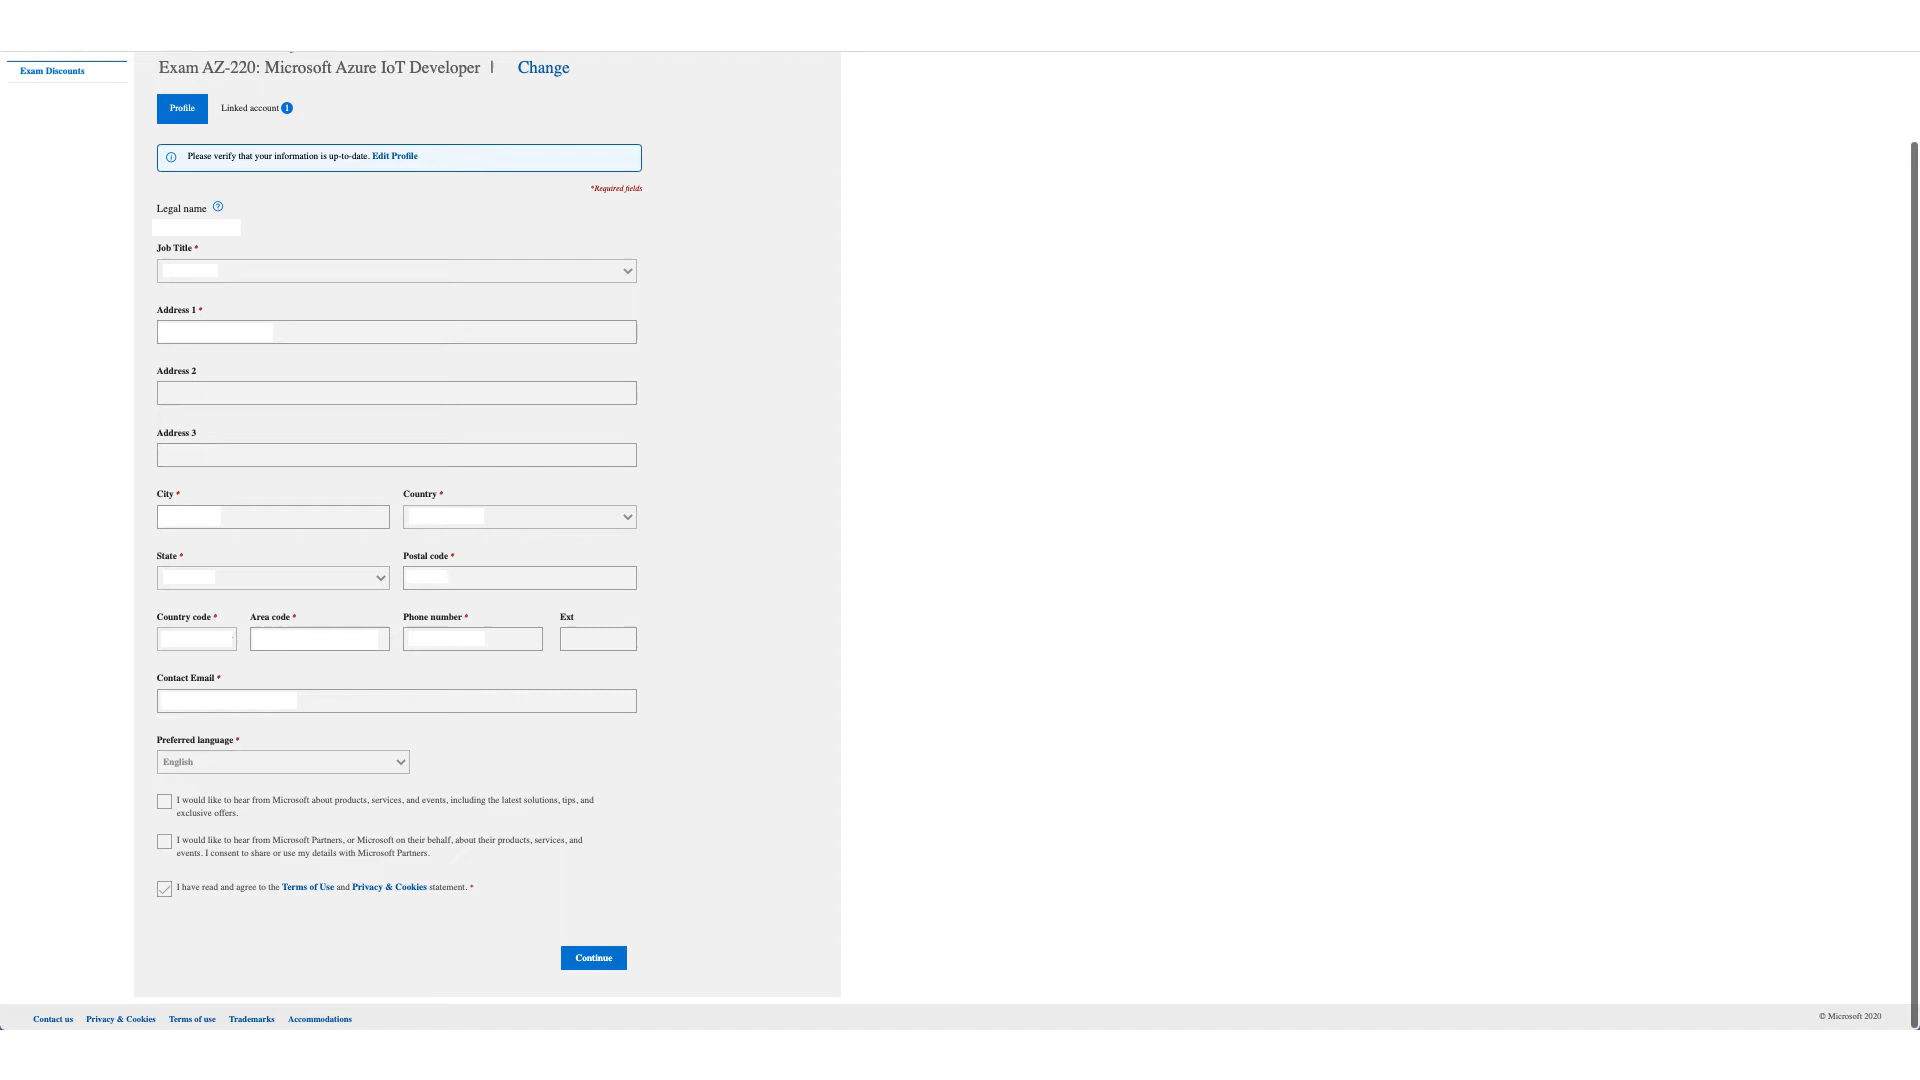 Exam Discounts
Exam AZ-220: Microsoft Azure IoT Developer | Change
Profile
Linked account
Please verify that your information is up-to-date. Edit Profile
*Required fields
Legal name
Job Title *
Address 1 *
Address 2
Address 3
City * Country *
State * Postal code *
Country code * Area code * Phone number * Ext
Contact Email *
Preferred language *
English
I would like to hear from Microsoft about products, services, and events, including the latest solutions, tips, and
exclusive offers.
I would like to hear from Microsoft Partners, or Microsoft on their behalf, about their products, services, and
events. I consent to share or use my details with Microsoft Partners.
I have read and agree to the Terms of Use and Privacy & Cookies statement. *
Continue
Contact us Privacy & Cookies Terms of use Trademarks Accommodations
© Microsoft 2020